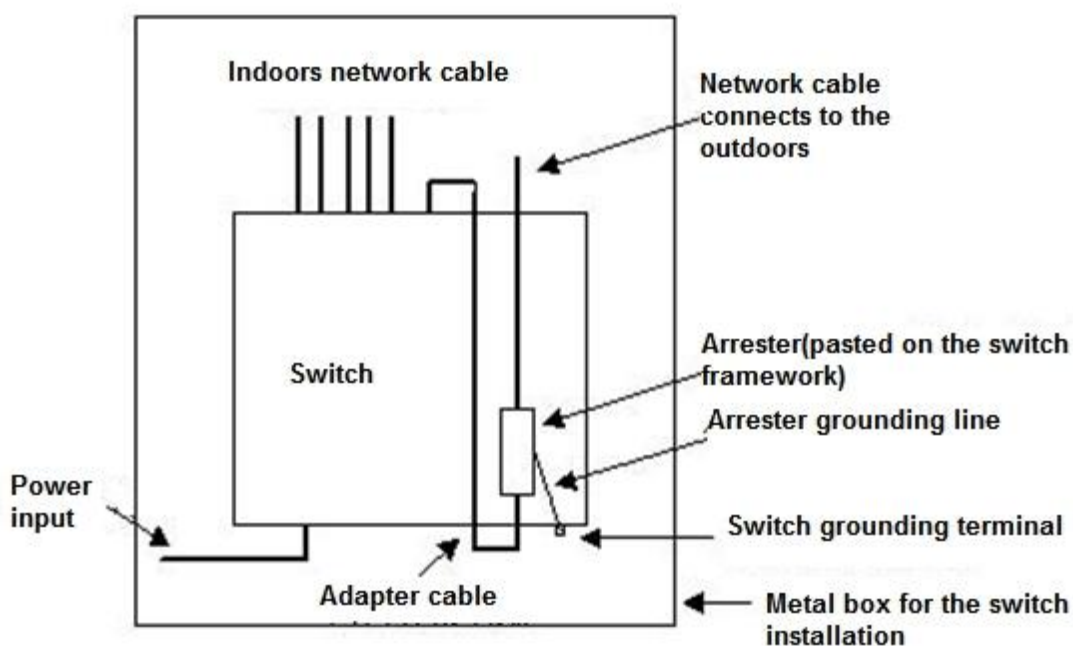 Indoors network cable
Network cable
connects to the
outdoors
Switch
Arrester(pasted on the switch
framework)
Arrester grounding line
Power
input
Switch grounding terminal
Adapter cable
Metal box for the switch
installation